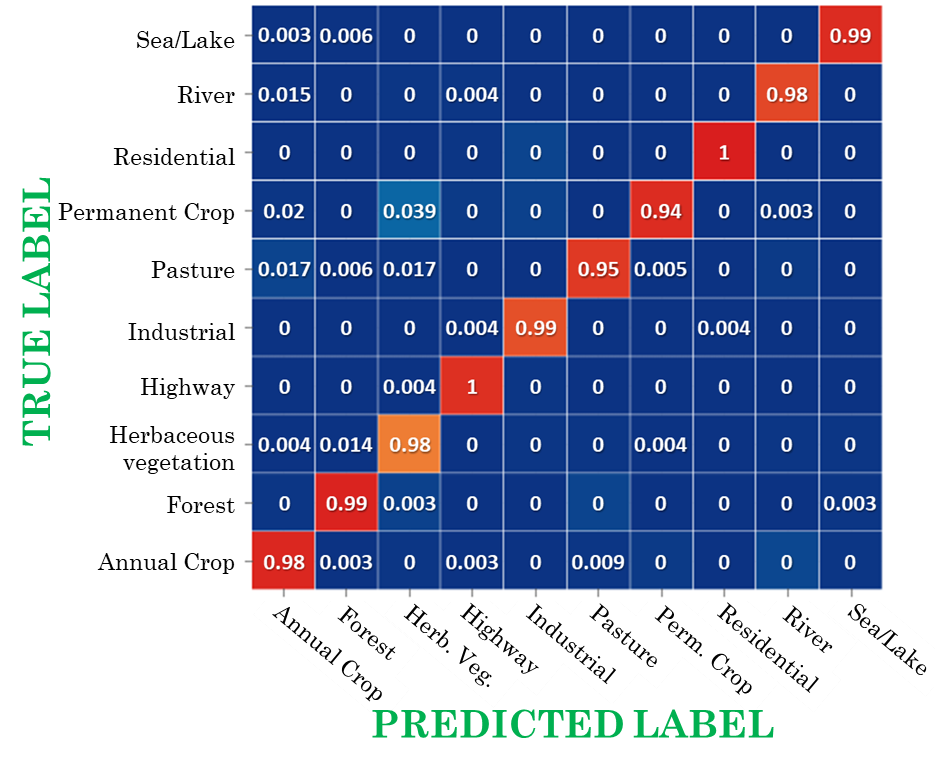 Sea/Lake 0.003 0.006 0 0 0 0 0 0 0 0.99
River 0.015 0 0 0.004 0 0 0 0 0.98 0
Residential 0 0 0 0 0 0 0 1 0 0
Permanent Crop 0.02 0 0.039 0 0 0 0.94 0 0.003 0
Pasture 0.017 0.006 0.017 0 0 0.95 0.005 0 0 0
Industrial 0 0 0 0.004 0.99 0 0 0.004 0 0
Highway 0 0 0.004 1 0 0 0 0 0 0
Herbaceous
vegetation 0.004 0.014 0.98 0 0 0 0.004 0 0 0
Forest 0 0.99 0.003 0 0 0 0 0 0 0.003
Annual Crop 0.98 0.003 0 0.003 0 0.009 0 0 0 0
TRUE LABEL
Annual Crop
Forest
Herb. Veg.
Highway
Industrial
Pasture
Perm. Crop
Residential
River
Sea/Lake
PREDICTED LABEL